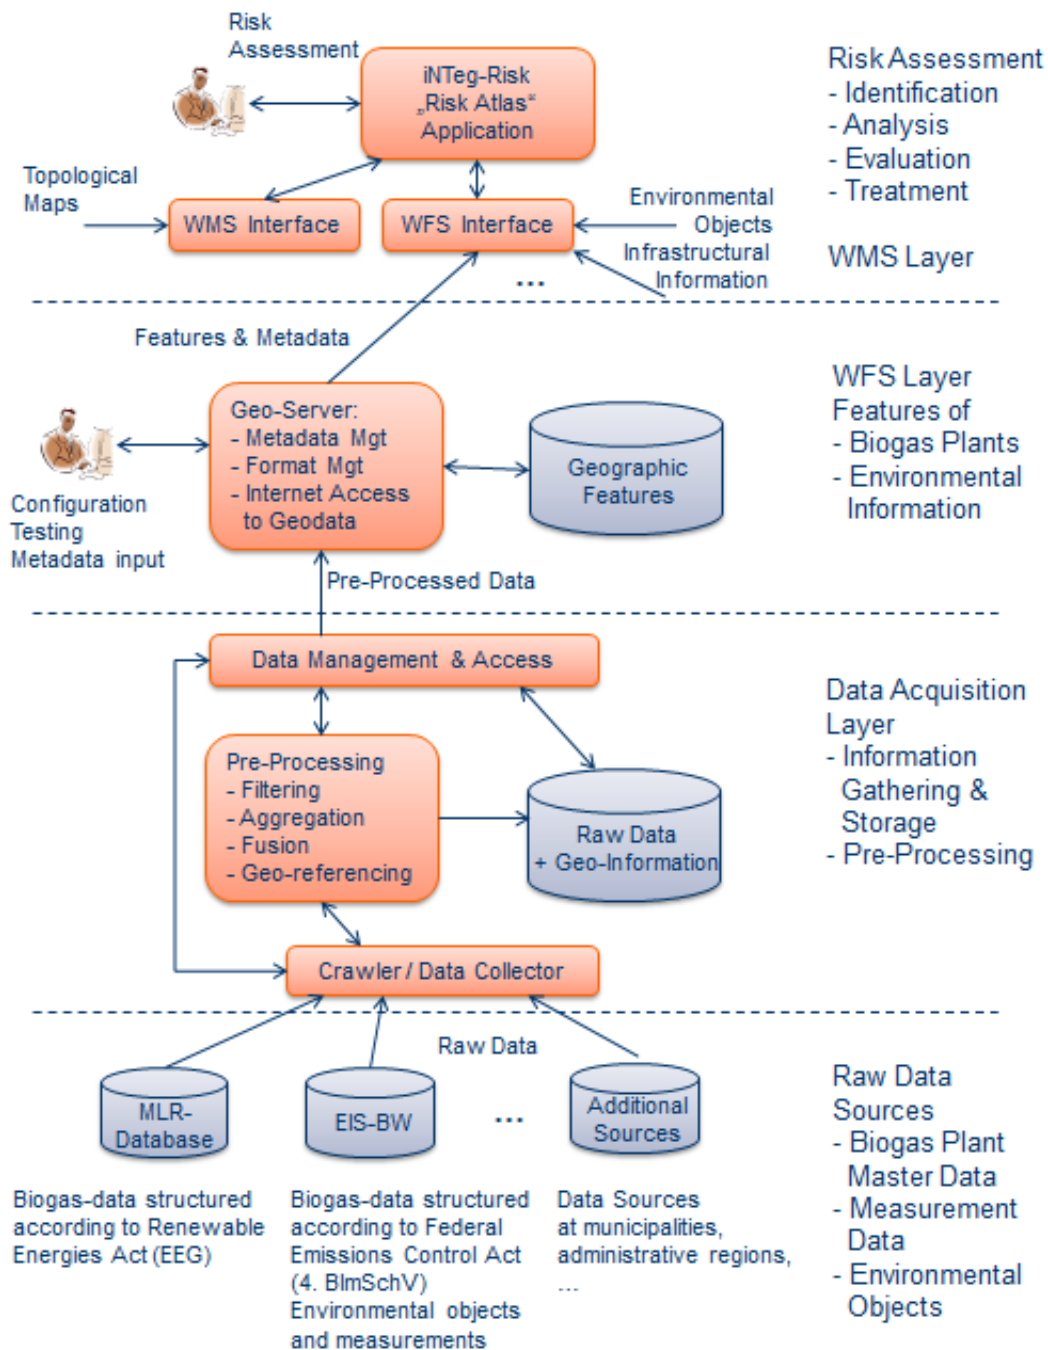 Risk
Assessment
iNTeg-Risk
„Risk Atlas“
Application
Risk Assessment
- Identification
- Analysis
- Evaluation
- Treatment
Topological
Maps
WMS Interface
WFS Interface
Environmental
Objects
Infrastructural
Information
...
WMS Layer
Features & Metadata
Geo-Server:
- Metadata Mgt
- Format Mgt
- Internet Access
to Geodata
Geographic
Features
Configuration
Testing
Metadata input
WFS Layer
Features of
- Biogas Plants
- Environmental
Information
Pre-Processed Data
Data Management & Access
Pre-Processing
- Filtering
- Aggregation
- Fusion
- Geo-referencing
Raw Data
+ Geo-Information
Crawler / Data Collector
Data Acquisition
Layer
- Information
Gathering &
Storage
- Pre-Processing
Raw Data
MLR-
Database
EIS-BW
...
Additional
Sources
Biogas-data structured
according to Renewable
Energies Act (EEG)
Biogas-data structured
according to Federal
Emissions Control Act
(4. BlmSchV)
Environmental objects
and measurements
Data Sources
at municipalities,
administrative regions,
...
Raw Data
Sources
- Biogas Plant
Master Data
- Measurement
Data
- Environmental
Objects